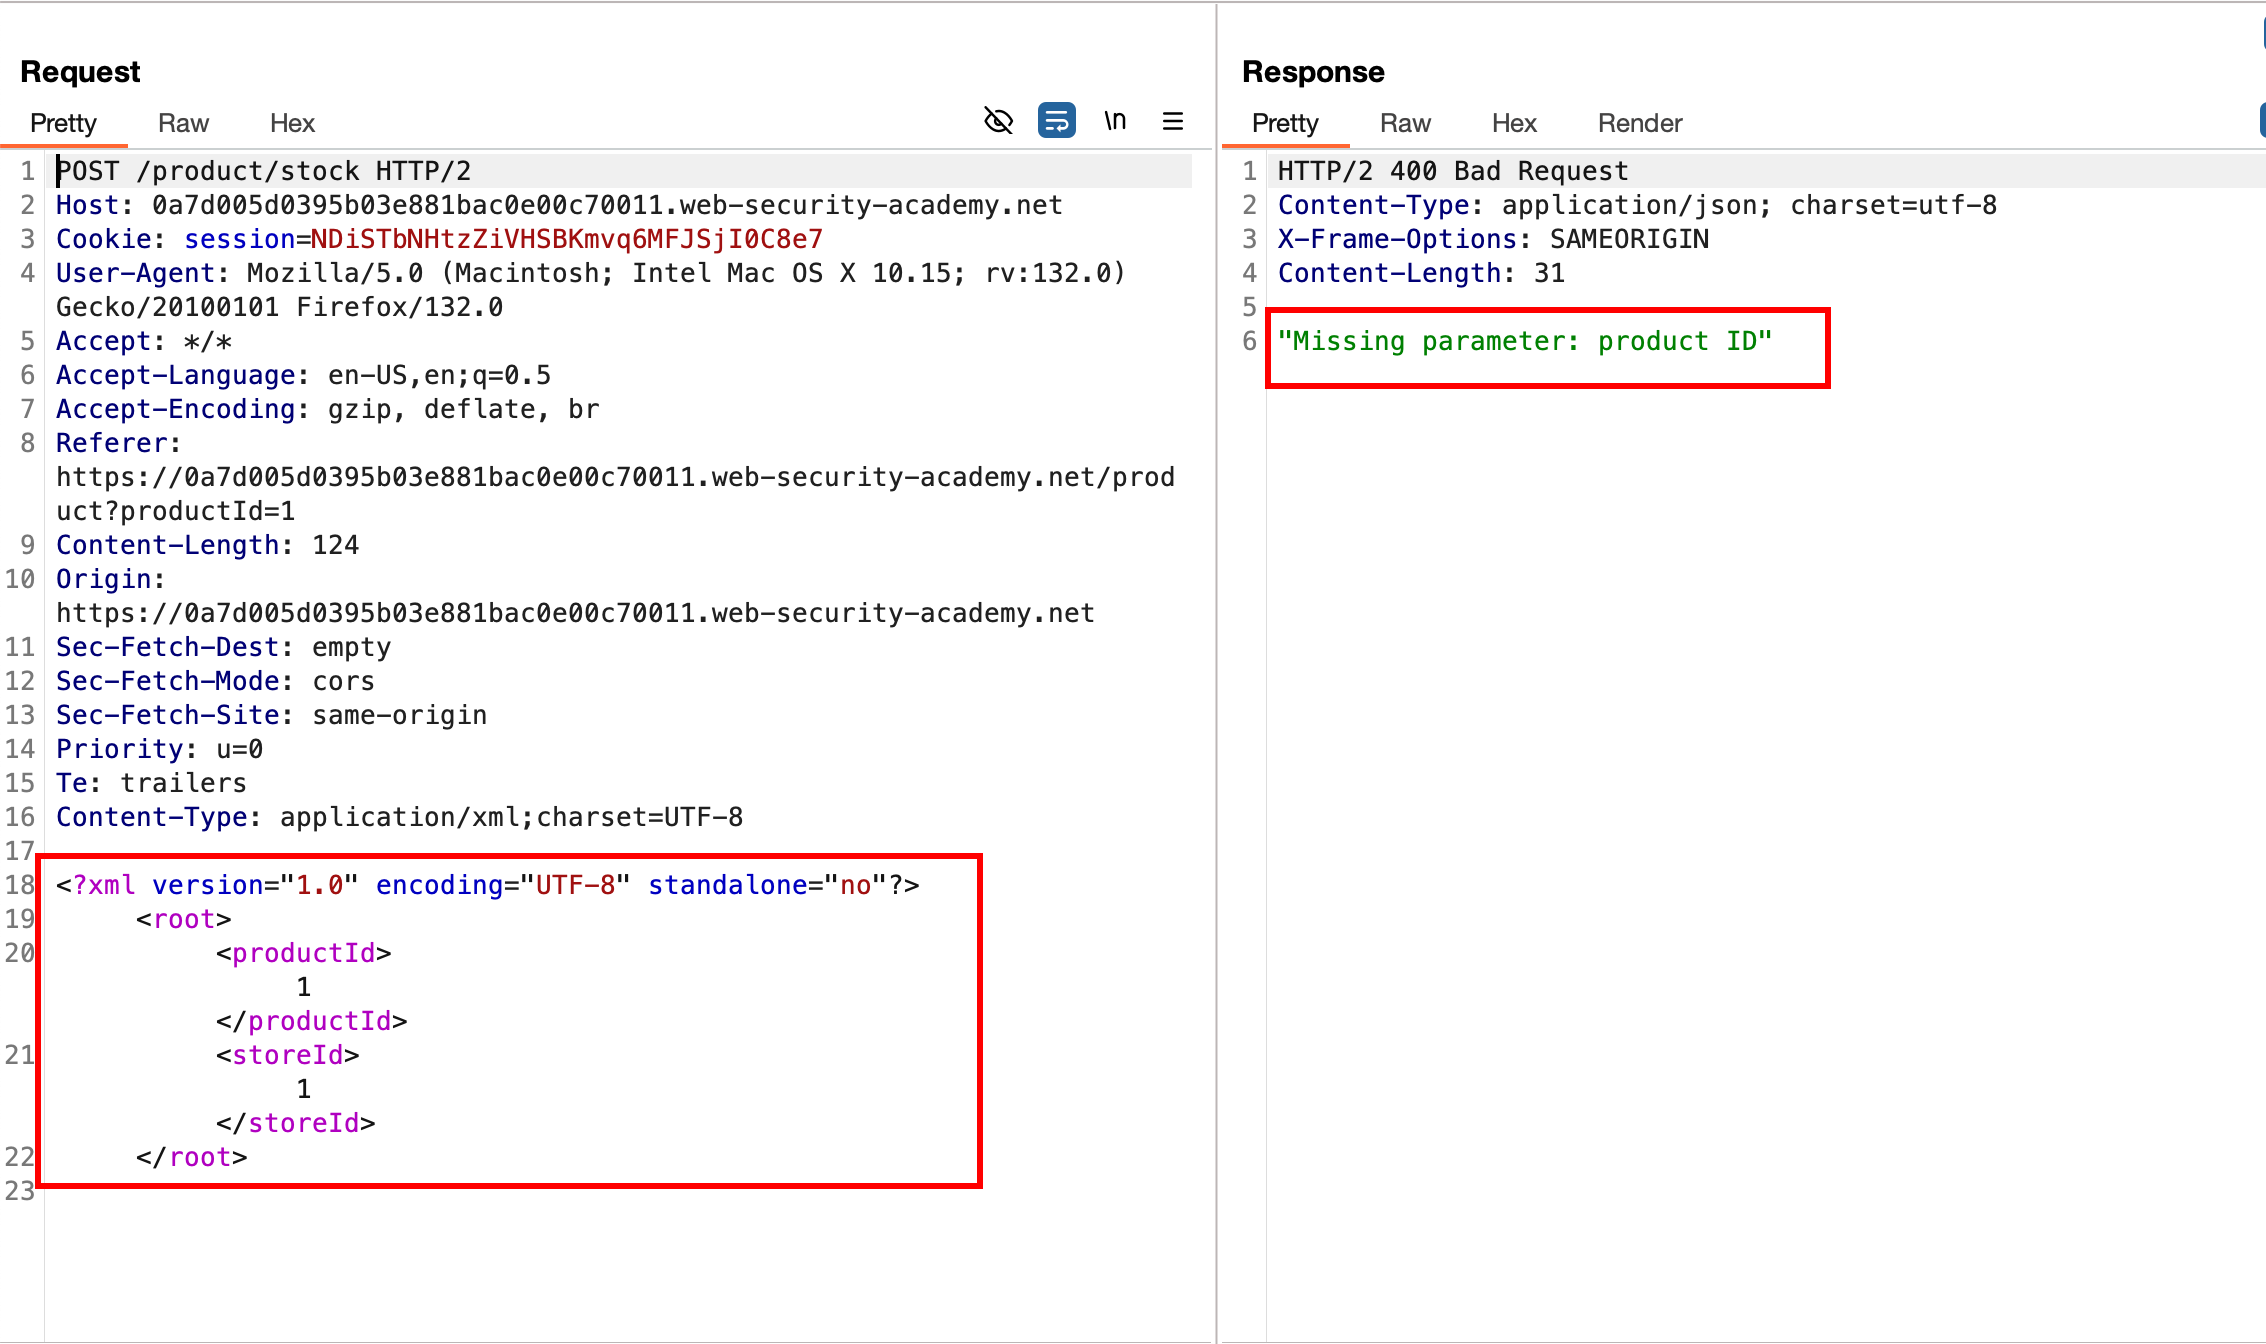 Request
Pretty Raw Hex \n
1 POST /product/stock HTTP/2
2 Host: 0a7d005d0395b03e881bac0e00c70011.web-security-academy.net
3 Cookie: session=NDiSTbNHtzZiVHSBKmvq6MFJSjI0C8e7
4 User-Agent: Mozilla/5.0 (Macintosh; Intel Mac OS X 10.15; rv:132.0)
Gecko/20100101 Firefox/132.0
5 Accept: */*
6 Accept-Language: en-US,en;q=0.5
7 Accept-Encoding: gzip, deflate, br
8 Referer:
https://0a7d005d0395b03e881bac0e00c70011.web-security-academy.net/prod
uct?productId=1
9 Content-Length: 124
10 Origin:
https://0a7d005d0395b03e881bac0e00c70011.web-security-academy.net
11 Sec-Fetch-Dest: empty
12 Sec-Fetch-Mode: cors
13 Sec-Fetch-Site: same-origin
14 Priority: u=0
15 Te: trailers
16 Content-Type: application/xml;charset=UTF-8
17
18 <?xml version="1.0" encoding="UTF-8" standalone="no"?>
19 <root>
20 <productId>
1
</productId>
21 <storeId>
1
</storeId>
22 </root>
23
Response
Pretty Raw Hex Render
1 HTTP/2 400 Bad Request
2 Content-Type: application/json; charset=utf-8
3 X-Frame-Options: SAMEORIGIN
4 Content-Length: 31
5
6 "Missing parameter: product ID"